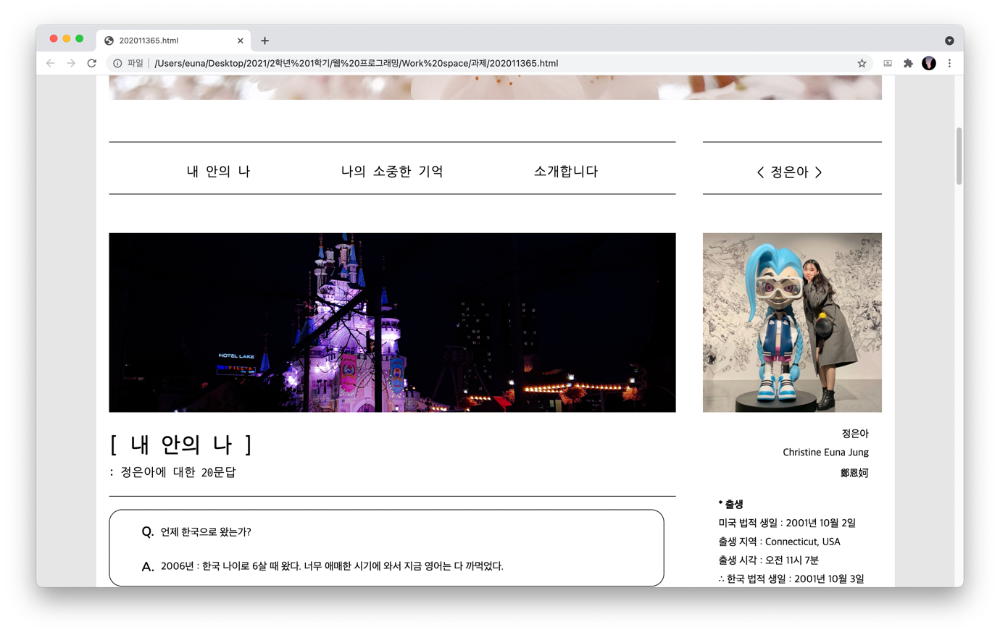 202011365.html
파일 /Users/euna/Desktop/2021/2학년%201학기/웹%20프로그래밍/Work%20space/과제/202011365.html
내 안의 나
나의 소중한 기억
소개합니다
< 정은아 >
HOTEL LAKE
[ 내 안의 나 ]
: 정은아에 대한 20문답
Q. 언제 한국으로 왔는가?
A. 2006년 : 한국 나이로 6살 때 왔다. 너무 애매한 시기에 와서 지금 영어는 다 까먹었다.
정은아
Christine Euna Jung
鄭恩妸
* 출생
미국 법적 생일 : 2001년 10월 2일
출생 지역 : Connecticut, USA
출생 시각 : 오전 11시 7분
∴ 한국 법적 생일 : 2001년 10월 3일